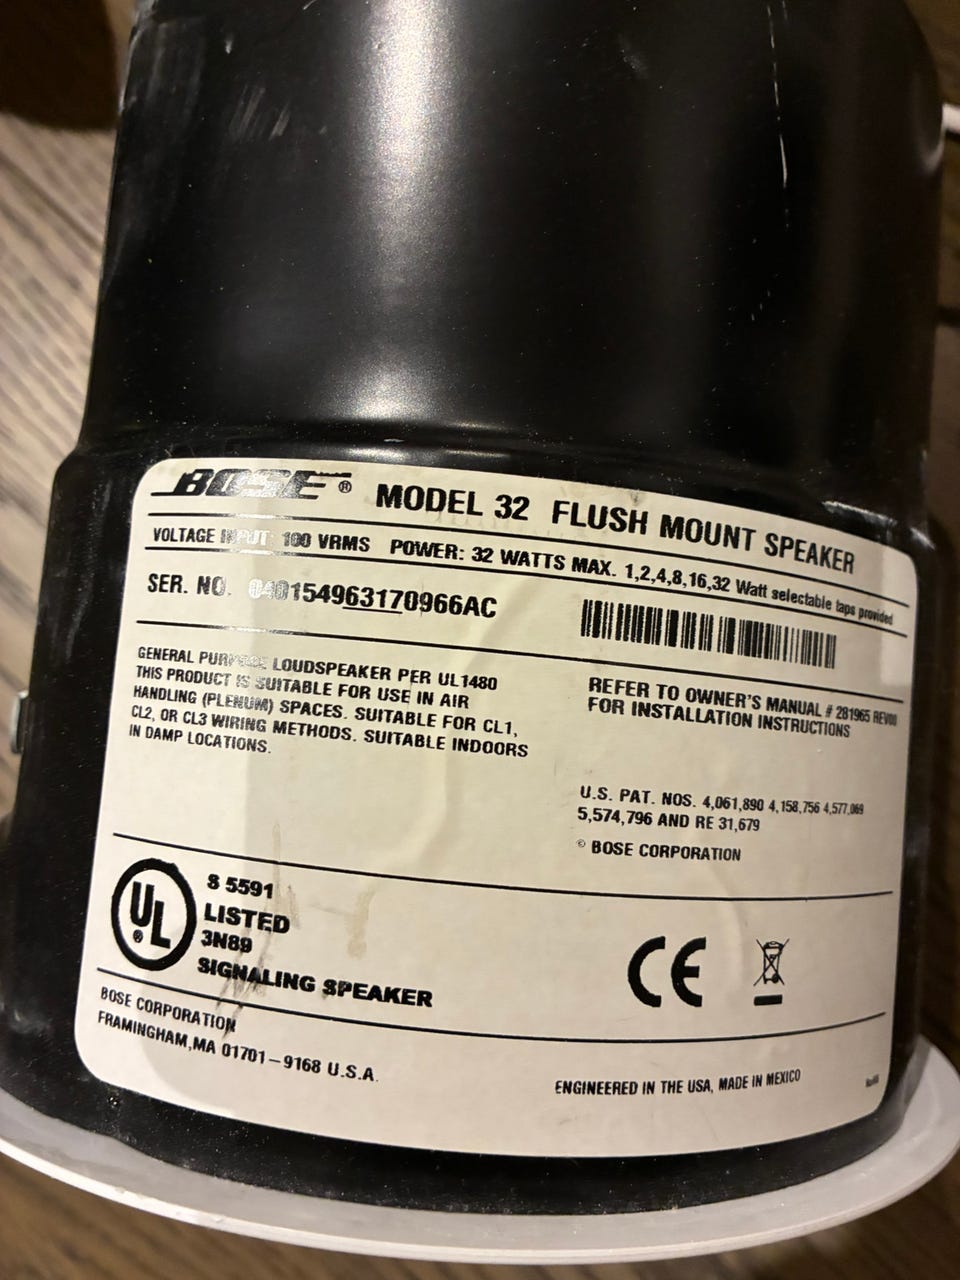 BOSE® MODEL 32 FLUSH MOUNT SPEAKER
VOLTAGE INPUT: 100 VRMS POWER: 32 WATTS MAX. 1,2,4,8,16,32 Watt selectable taps provided
SER. NO. 040154963170966AC
GENERAL PURPOSE LOUDSPEAKER PER UL1480
THIS PRODUCT IS SUITABLE FOR USE IN AIR
HANDLING (PLENUM) SPACES. SUITABLE FOR CL1,
CL2, OR CL3 WIRING METHODS. SUITABLE INDOORS
IN DAMP LOCATIONS.
REFER TO OWNER'S MANUAL # 281965 REV00
FOR INSTALLATION INSTRUCTIONS
U.S. PAT. NOS. 4,061,890 4,158,756 4,577,069
5,574,796 AND RE 31,679
© BOSE CORPORATION
UL®
S 5591
LISTED
3N89
SIGNALING SPEAKER
CE
BOSE CORPORATION
FRAMINGHAM,MA 01701-9168 U.S.A.
ENGINEERED IN THE USA, MADE IN MEXICO